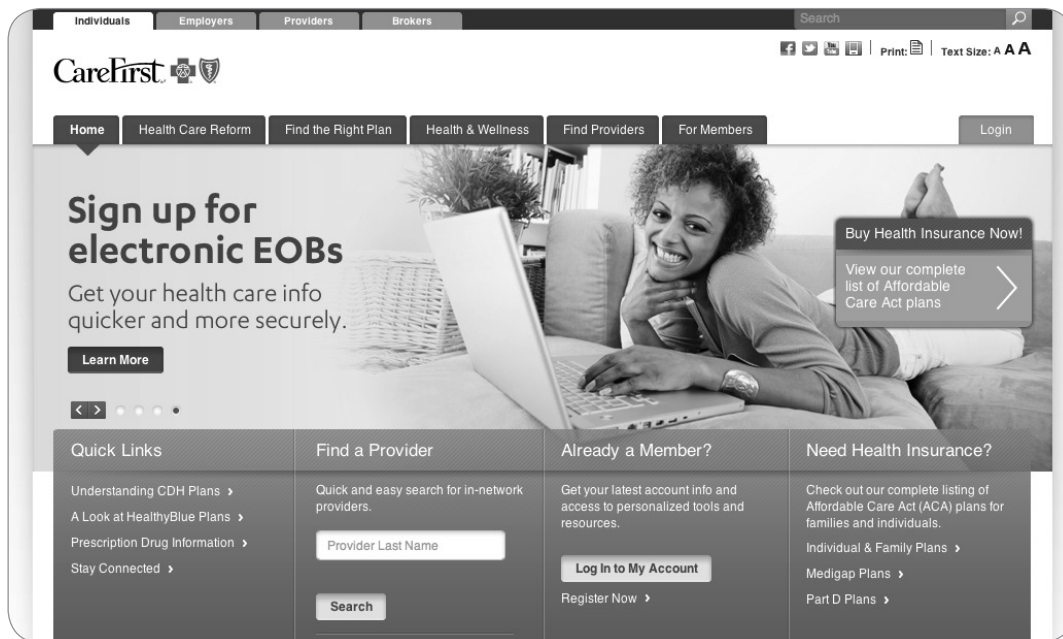 Individuals
Employers
Providers
Brokers
Search
Print:
Text Size: A A A
CareFirst
Home
Health Care Reform
Find the Right Plan
Health & Wellness
Find Providers
For Members
Login
Sign up for
electronic EOBs
Get your health care info
quicker and more securely.
Learn More
Buy Health Insurance Now!
View our complete
list of Affordable
Care Act plans
Quick Links
Understanding CDH Plans
A Look at HealthyBlue Plans
Prescription Drug Information
Stay Connected
Find a Provider
Quick and easy search for in-network
providers.
Provider Last Name
Search
Already a Member?
Get your latest account info and
access to personalized tools and
resources.
Log In to My Account
Register Now
Need Health Insurance?
Check out our complete listing of
Affordable Care Act (ACA) plans for
families and individuals.
Individual & Family Plans
Medigap Plans
Part D Plans